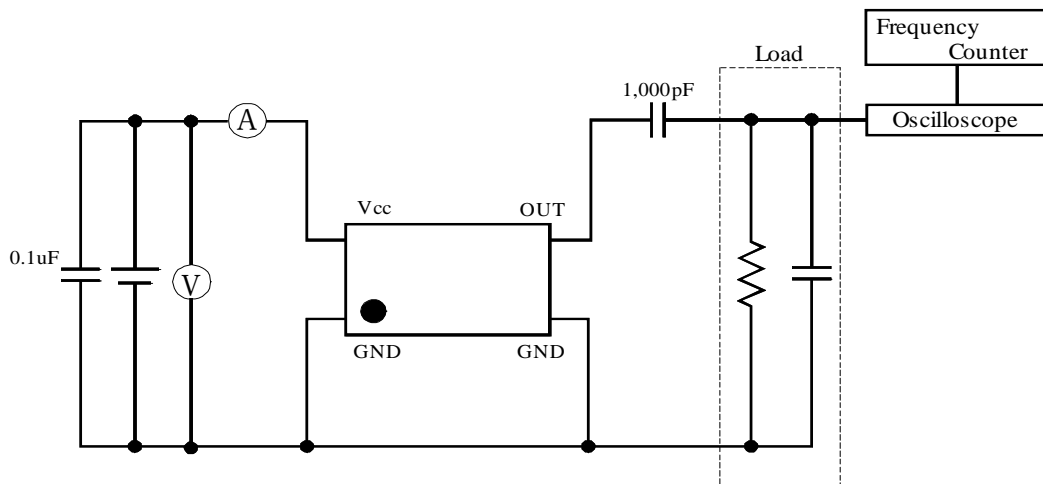 Frequency
Counter
Load
1,000pF
Oscilloscope
A
Vcc
OUT
0.1uF
V
GND
GND